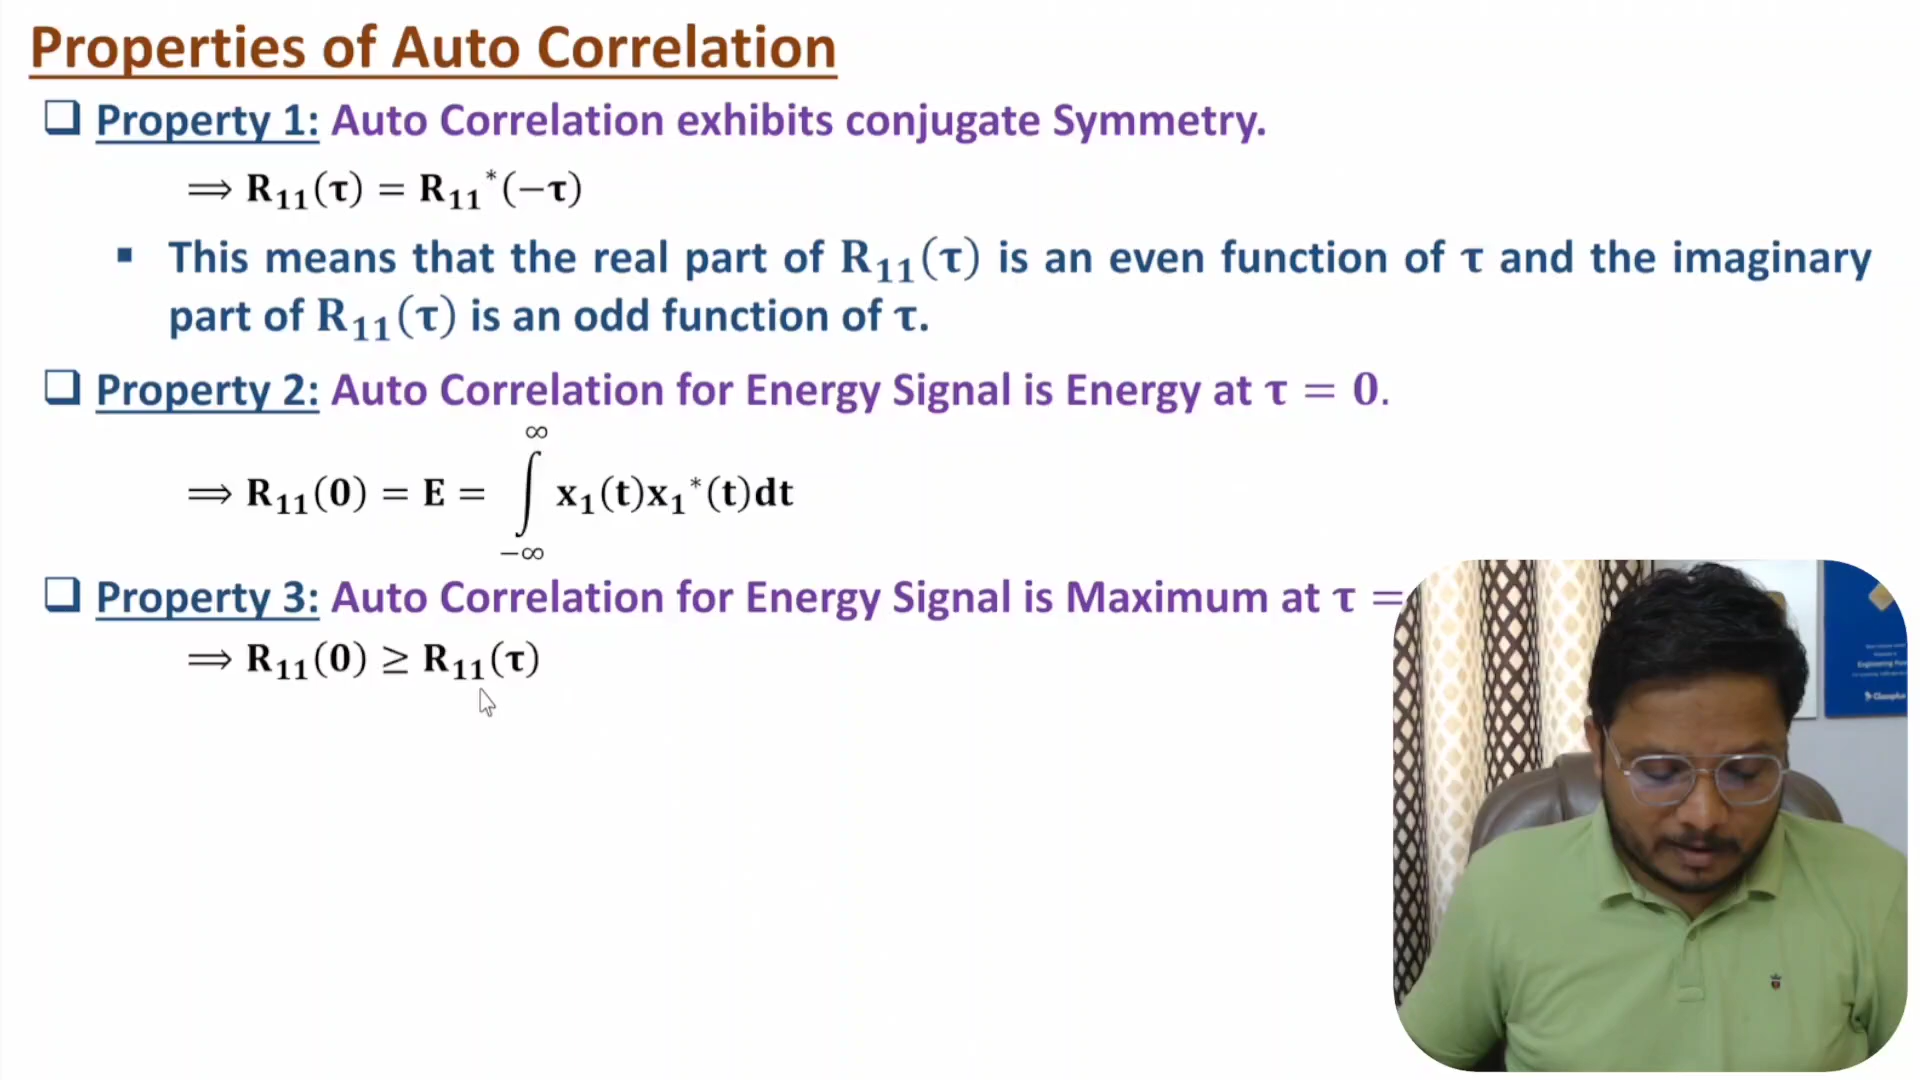 Properties of Auto Correlation
❑ Property 1: Auto Correlation exhibits conjugate Symmetry.
⟹ R₁₁(τ) = R₁₁*(−τ)
▪ This means that the real part of R₁₁(τ) is an even function of τ and the imaginary
part of R₁₁(τ) is an odd function of τ.
❑ Property 2: Auto Correlation for Energy Signal is Energy at τ = 0.
⟹ R₁₁(0) = E = ∫_{−∞}^{∞} x₁(t)x₁*(t)dt
❑ Property 3: Auto Correlation for Energy Signal is Maximum at τ =
⟹ R₁₁(0) ≥ R₁₁(τ)